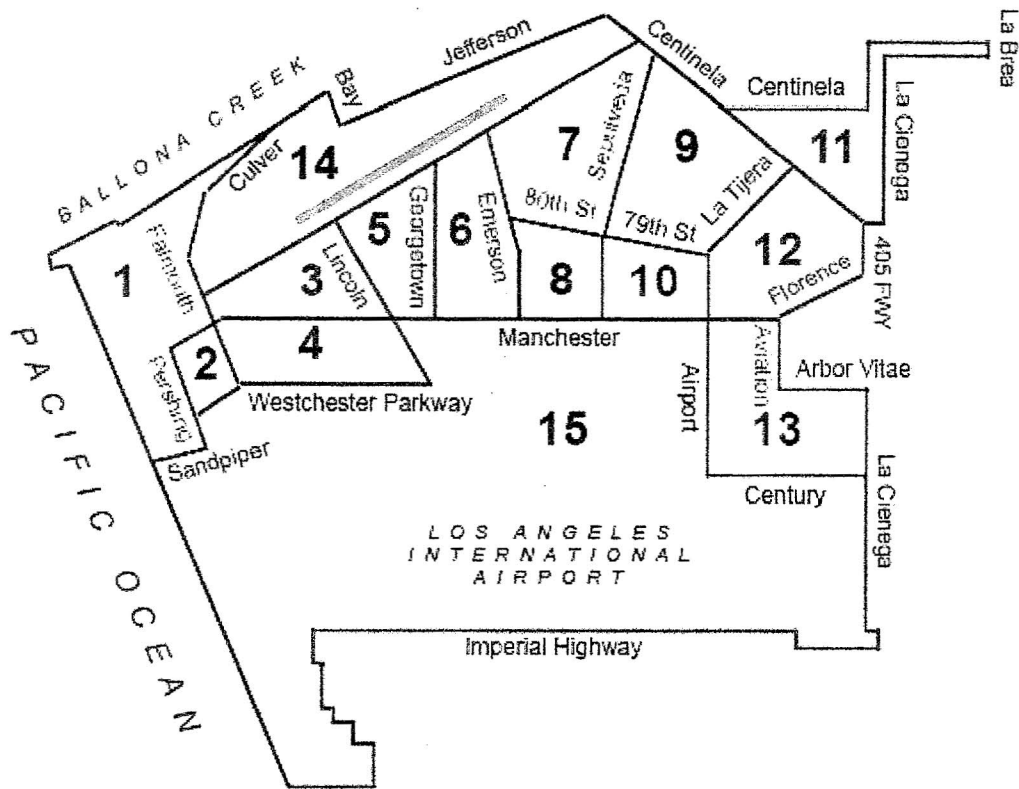 La Brea
Jefferson
Centinela
Centinela
BALLONA CREEK
Bay
La Cienega
7
Sepulveda
9
11
14
Culver
La Tijera
80th St
79th St
5
Georgetown
6
Emerson
1
Falmouth
3
Lincoln
8
10
12
Florence
405 FWY
Manchester
2
4
Pershing
Aviation
Arbor Vitae
Airport
Westchester Parkway
15
13
Sandpiper
Century
La Cienega
PACIFIC OCEAN
LOS ANGELES
INTERNATIONAL
AIRPORT
Imperial Highway